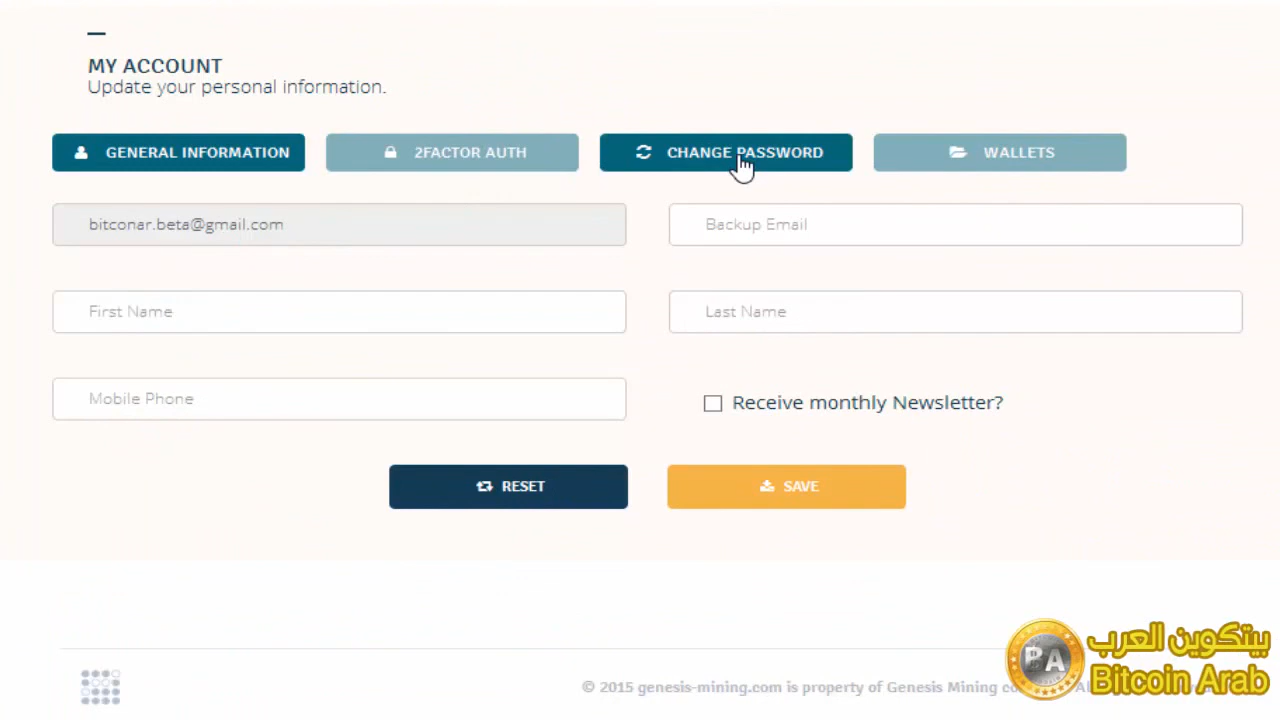 MY ACCOUNT
Update your personal information.
GENERAL INFORMATION
2FACTOR AUTH
CHANGE PASSWORD
WALLETS
bitconar.beta@gmail.com
Backup Email
First Name
Last Name
Mobile Phone
Receive monthly Newsletter?
RESET
SAVE
بيتكوين العرب
BA
Bitcoin Arab
© 2015 genesis-mining.com is property of Genesis Mining